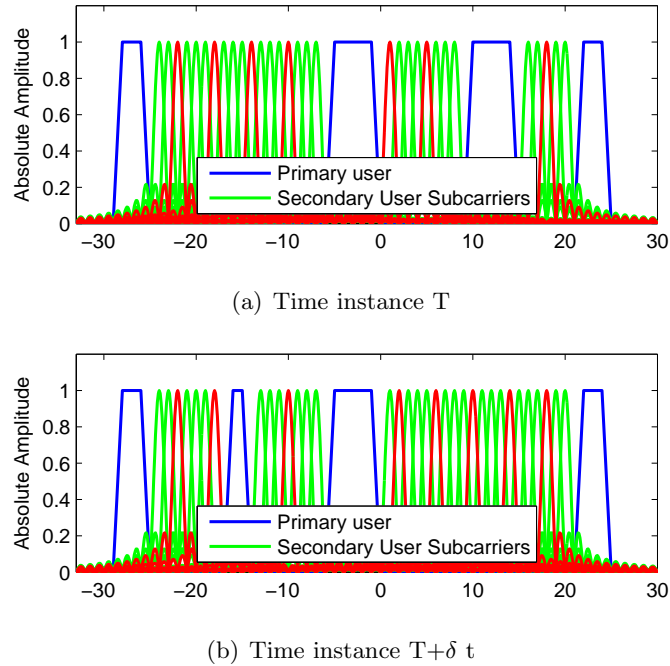 Absolute Amplitude
1
0.8
0.6
0.4
0.2
0
Primary user
Secondary User Subcarriers
−30 −20 −10 0 10 20 30
(a) Time instance T
Absolute Amplitude
1
0.8
0.6
0.4
0.2
0
Primary user
Secondary User Subcarriers
−30 −20 −10 0 10 20 30
(b) Time instance T+δ t